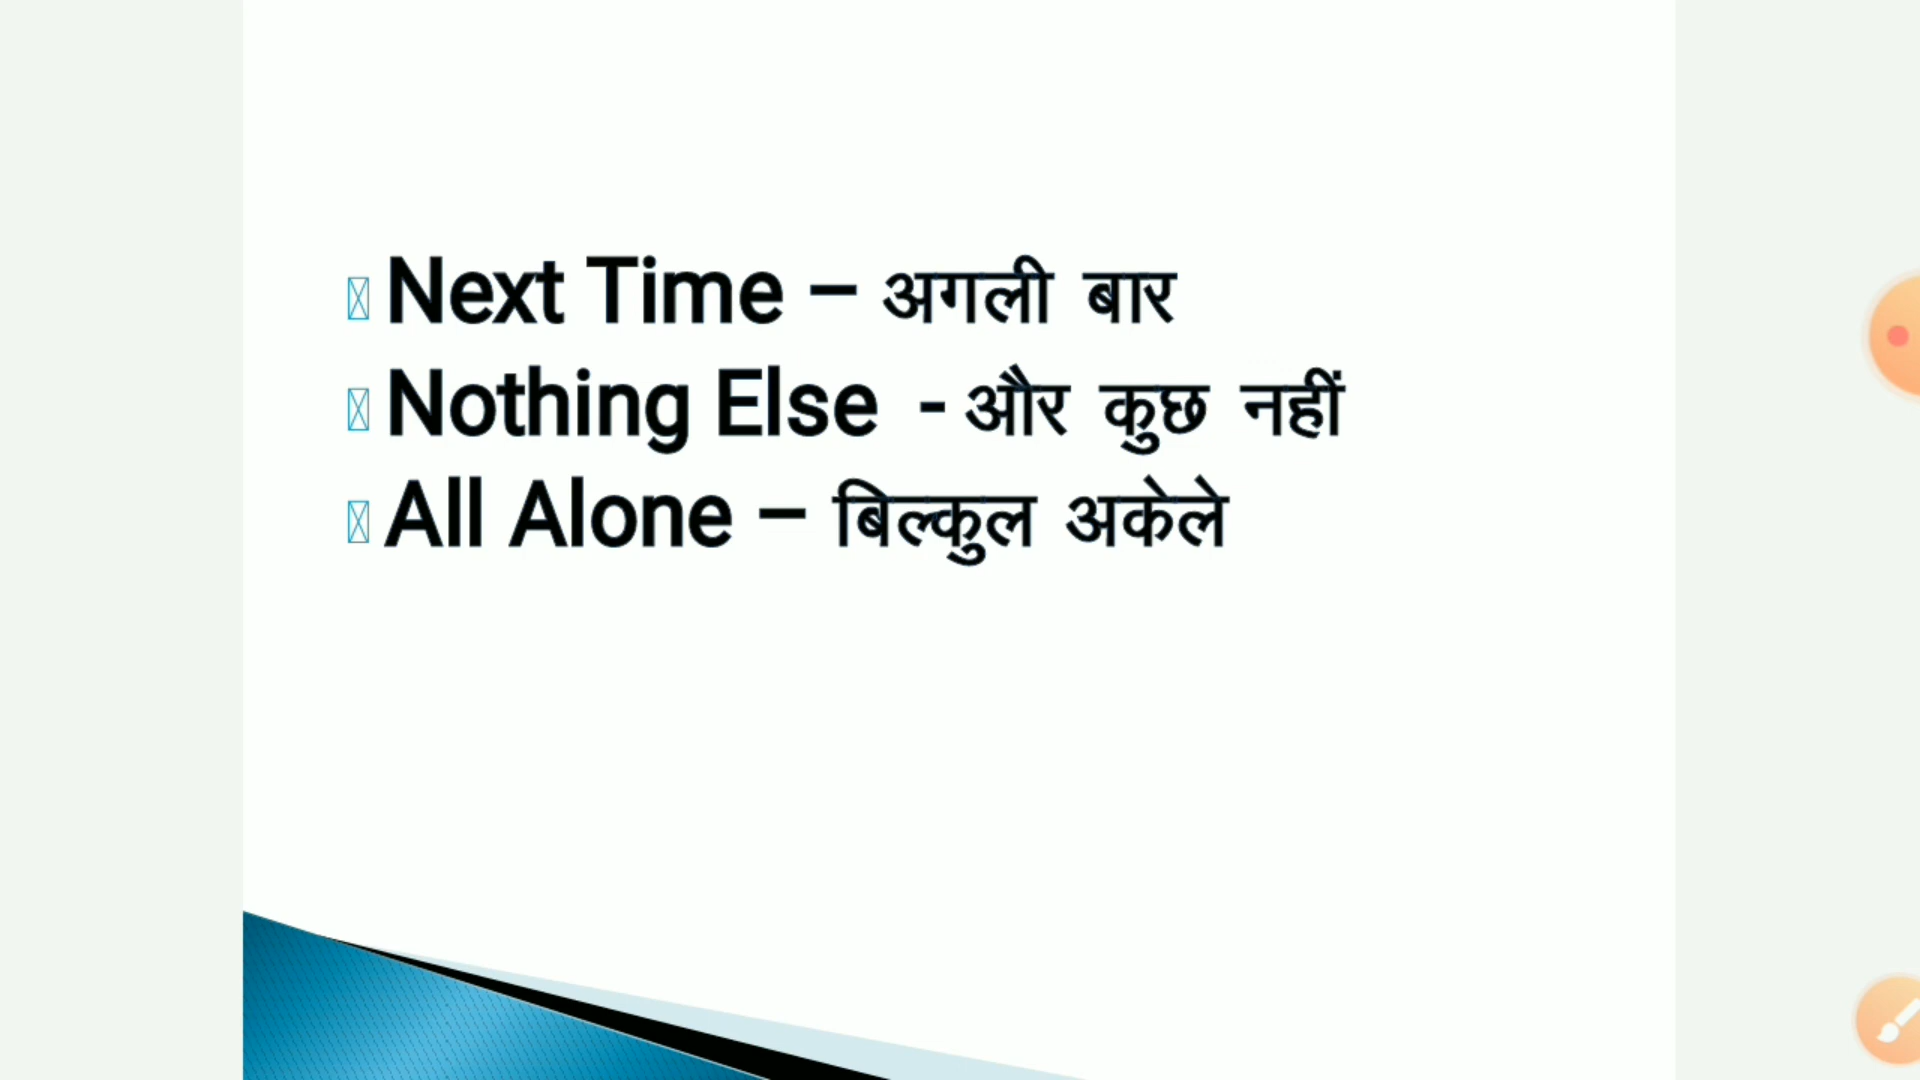 Next Time – अगली बार
Nothing Else - और कुछ नहीं
All Alone – बिल्कुल अकेले